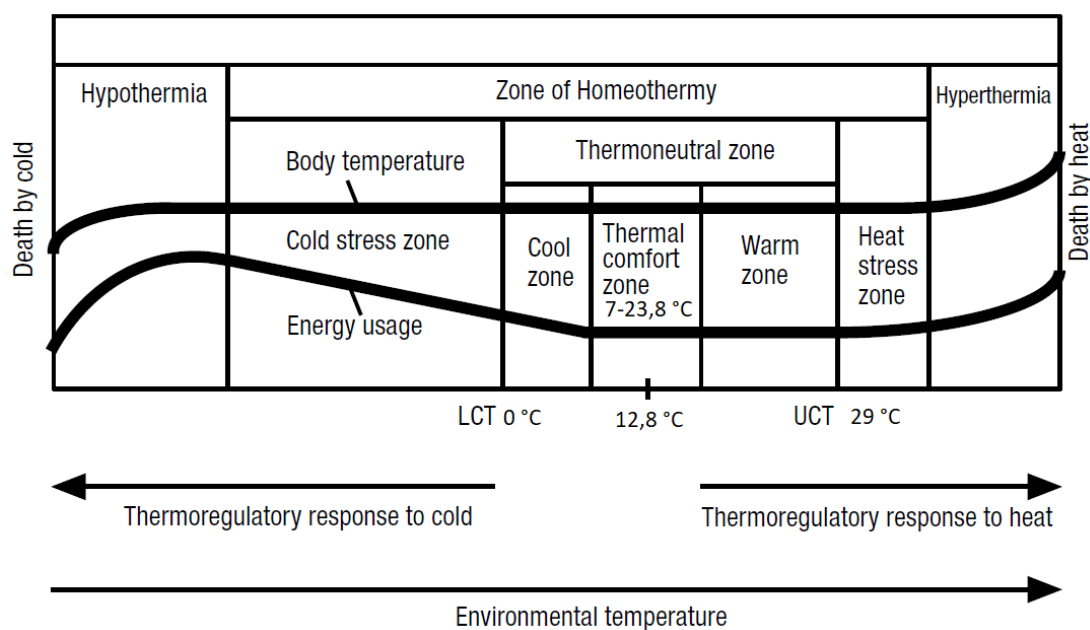 Hypothermia
Zone of Homeothermy
Hyperthermia
Death by cold
Body temperature
Thermoneutral zone
Death by heat
Cold stress zone
Cool
zone
Thermal
comfort
zone
7-23,8 °C
Warm
zone
Heat
stress
zone
Energy usage
LCT 0 °C
12,8 °C
UCT 29 °C
Thermoregulatory response to cold
Thermoregulatory response to heat
Environmental temperature